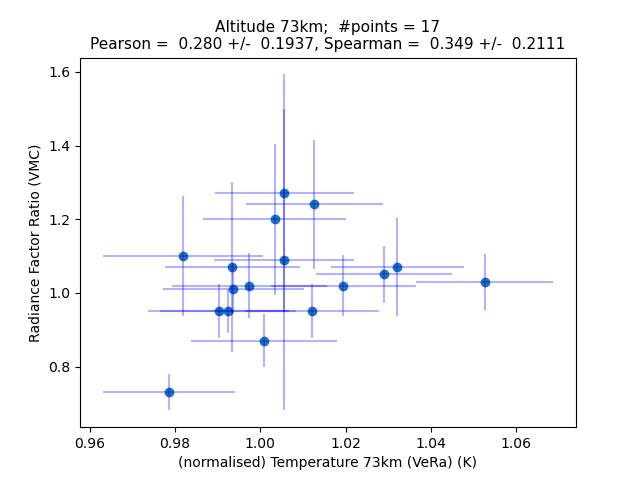 Altitude 73km;  #points = 17
Pearson =  0.280 +/-  0.1937, Spearman =  0.349 +/-  0.2111
Radiance Factor Ratio (VMC)
1.6
1.4
1.2
1.0
0.8
0.96 0.98 1.00 1.02 1.04 1.06
(normalised) Temperature 73km (VeRa) (K)